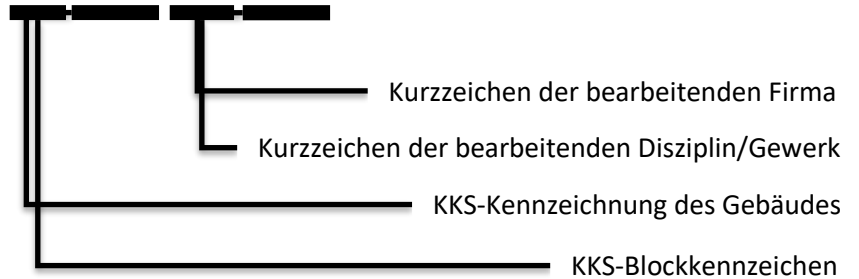 Kurzzeichen der bearbeitenden Firma
Kurzzeichen der bearbeitenden Disziplin/Gewerk
KKS-Kennzeichnung des Gebäudes
KKS-Blockkennzeichen